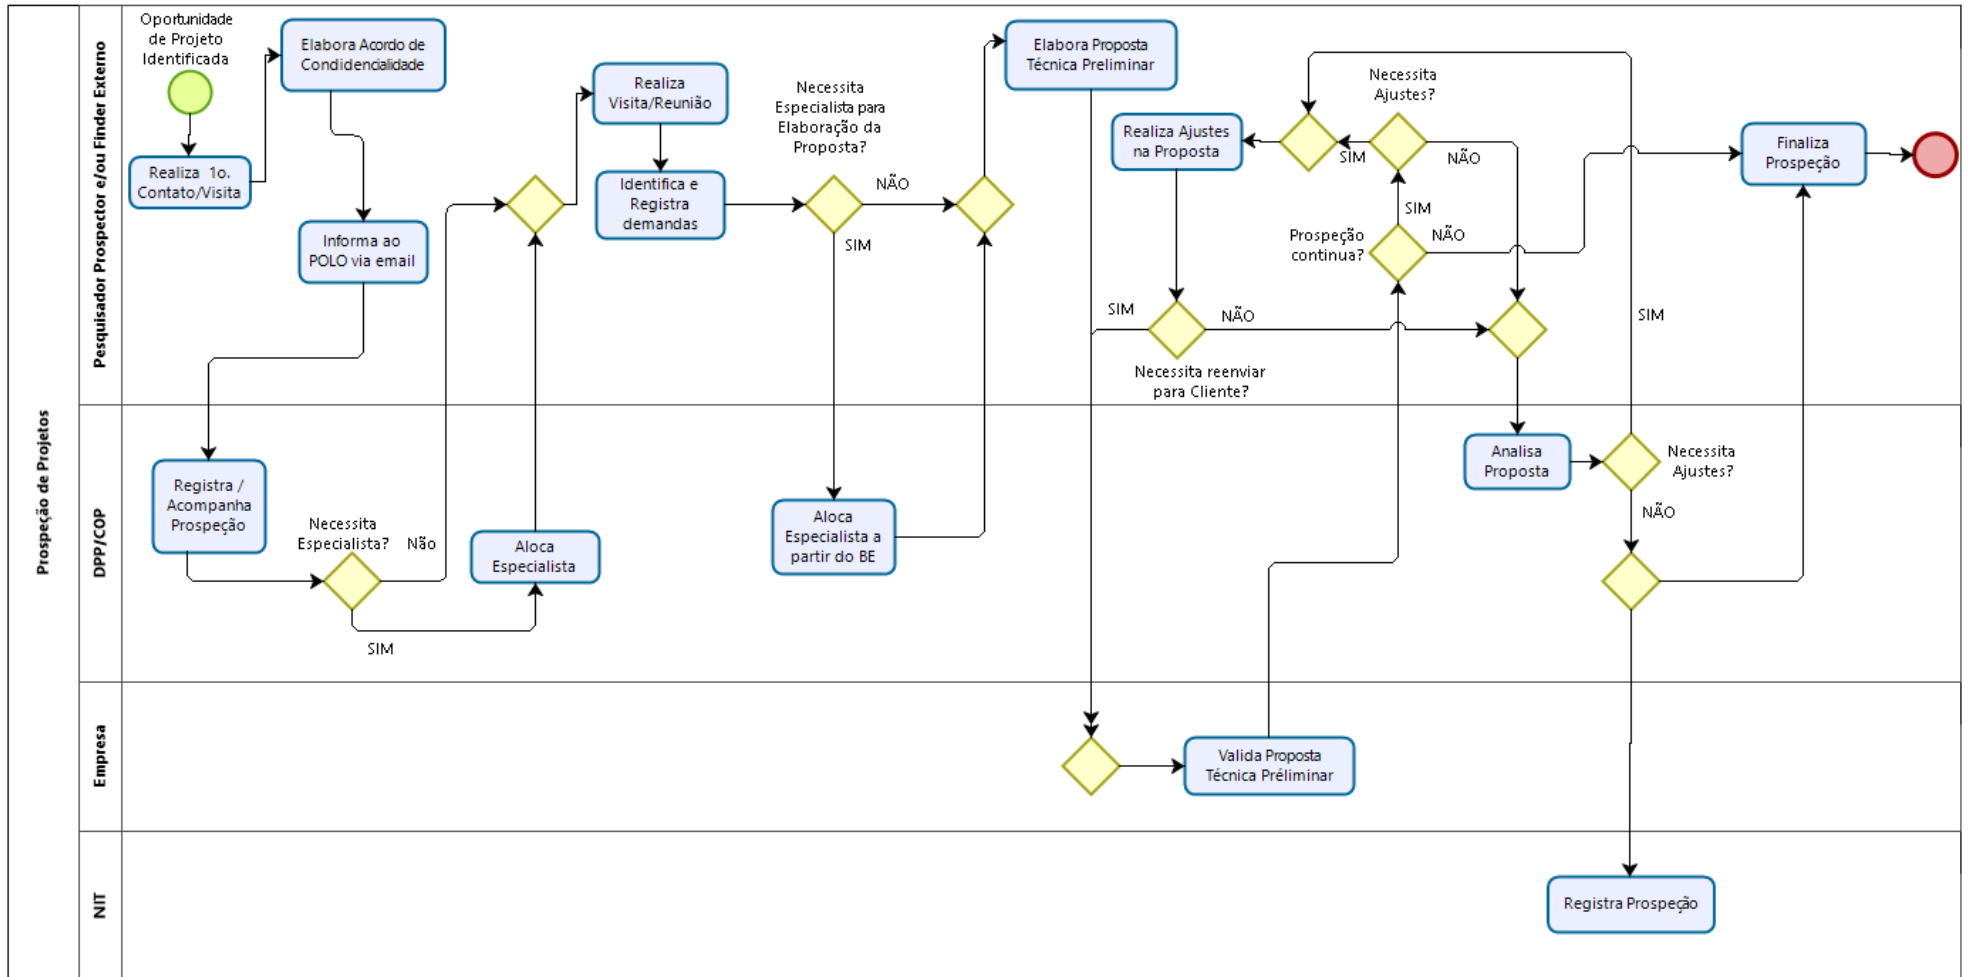 Prospeção de Projetos
Pesquisador Prospector e/ou Finder Externo
Oportunidade
de Projeto
Identificada
Realiza 1o.
Contato/Visita
Elabora Acordo de
Condidencialidade
Informa ao
POLO via email
Realiza
Visita/Reunião
Identifica e
Registra
demandas
Necessita
Especialista para
Elaboração da
Proposta?
NÃO
SIM
Elabora Proposta
Técnica Preliminar
Realiza Ajustes
na Proposta
Necessita
Ajustes?
SIM
NÃO
SIM
Prospeção
continua?
NÃO
SIM
NÃO
Necessita reenviar
para Cliente?
SIM
Finaliza
Prospeção
DPP/COP
Registra /
Acompanha
Prospeção
Necessita
Especialista?
Não
SIM
Aloca
Especialista
Aloca
Especialista a
partir do BE
Analisa
Proposta
Necessita
Ajustes?
NÃO
Empresa
Valida Proposta
Técnica Préliminar
NIT
Registra Prospeção